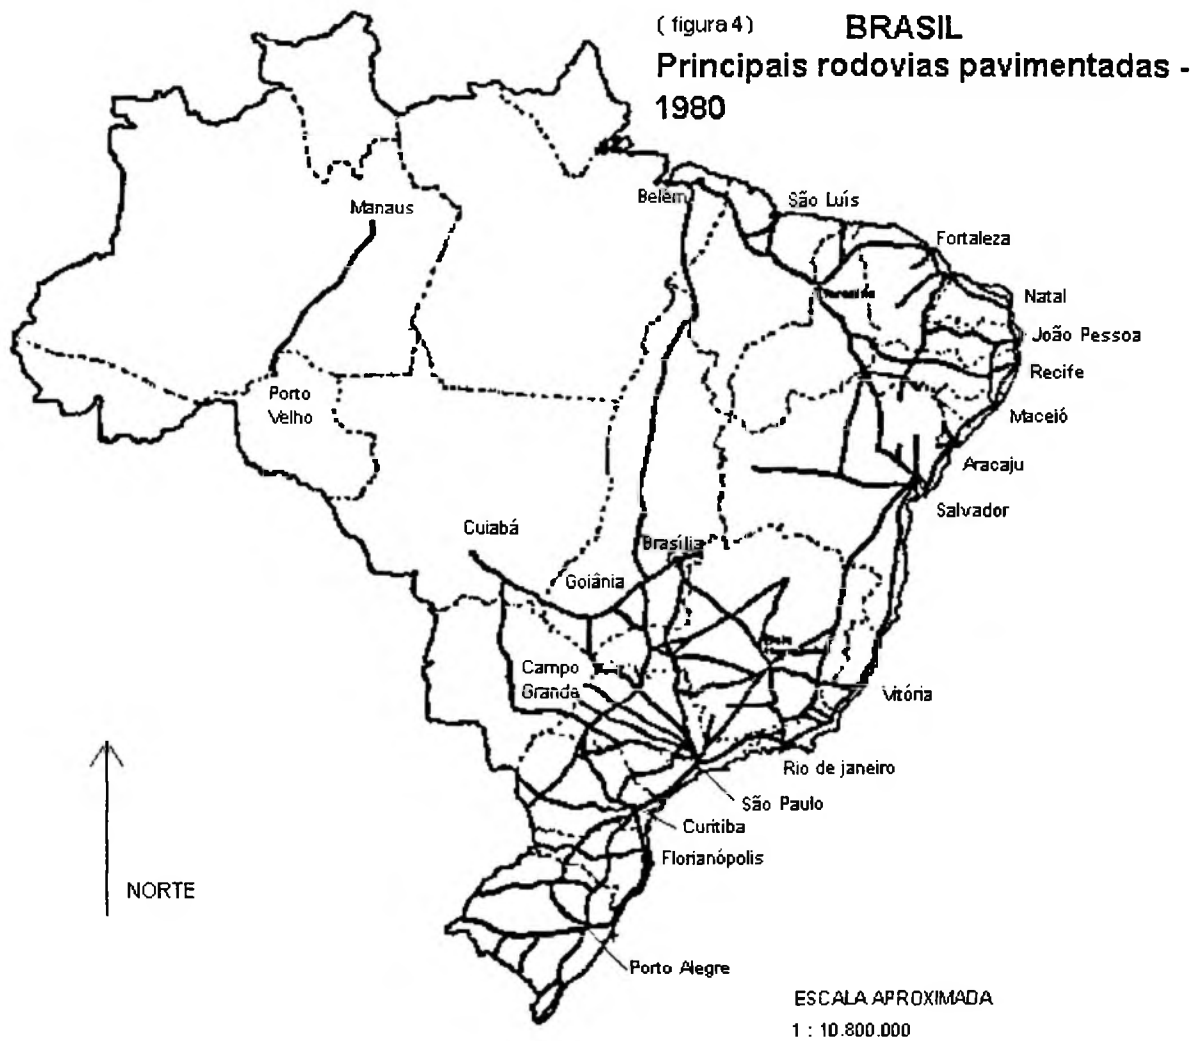 ( figura 4 )
BRASIL
Principais rodovias pavimentadas -
1980
Belém
São Luís
Manaus
Fortaleza
Teresina
Natal
João Pessoa
Recife
Porto
Velho
Maceió
Aracaju
Salvador
Cuiabá
Brasília
Goiânia
Campo
Grande
Vitória
Rio de janeiro
São Paulo
Curitiba
Florianópolis
NORTE
Porto Alegre
ESCALA APROXIMADA
1 : 10.800.000